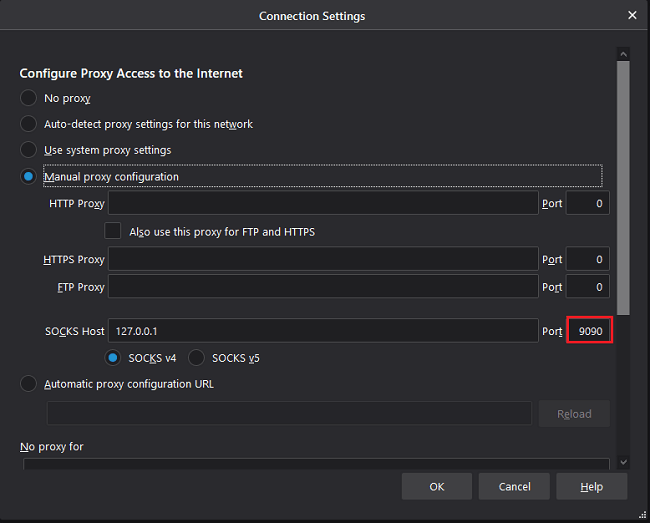 Connection Settings
Configure Proxy Access to the Internet
No proxy
Auto-detect proxy settings for this network
Use system proxy settings
Manual proxy configuration
HTTP Proxy Port 0
Also use this proxy for FTP and HTTPS
HTTPS Proxy Port 0
FTP Proxy Port 0
SOCKS Host 127.0.0.1 Port 9090
SOCKS v4 SOCKS v5
Automatic proxy configuration URL
Reload
No proxy for
OK Cancel Help